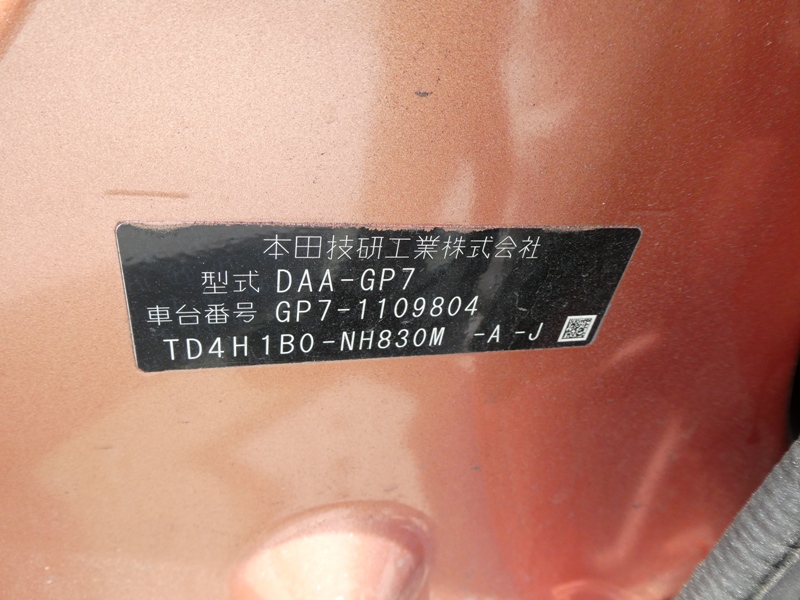 本田技研工業株式会社
型式 DAA-GP7
車台番号 GP7-1109804
TD4H1B0-NH830M -A-J